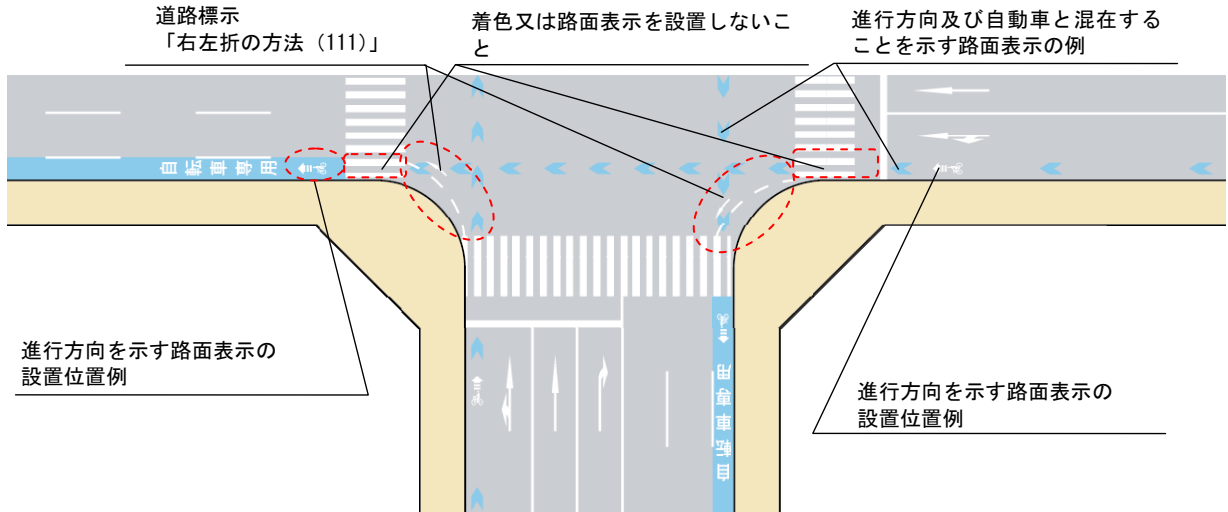 道路標示
「右左折の方法（111）」
着色又は路面表示を設置しないこ
と
進行方向及び自動車と混在する
ことを示す路面表示の例
自転車専用
進行方向を示す路面表示の
設置位置例
進行方向を示す路面表示の
設置位置例
自転車専用